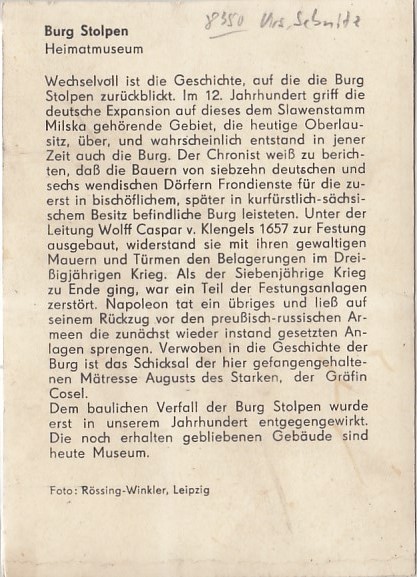 8350 Krs. Sebnitz
Burg Stolpen
Heimatmuseum
Wechselvoll ist die Geschichte, auf die die Burg
Stolpen zurückblickt. Im 12. Jahrhundert griff die
deutsche Expansion auf dieses dem Slawenstamm
Milska gehörende Gebiet, die heutige Oberlau-
sitz, über, und wahrscheinlich entstand in jener
Zeit auch die Burg. Der Chronist weiß zu berich-
ten, daß die Bauern von siebzehn deutschen und
sechs wendischen Dörfern Frondienste für die zu-
erst in bischöflichem, später in kurfürstlich-sächsi-
schem Besitz befindliche Burg leisteten. Unter der
Leitung Wolff Caspar v. Klengels 1657 zur Festung
ausgebaut, widerstand sie mit ihren gewaltigen
Mauern und Türmen den Belagerungen im Drei-
ßigjährigen Krieg. Als der Siebenjährige Krieg
zu Ende ging, war ein Teil der Festungsanlagen
zerstört. Napoleon tat ein übriges und ließ auf
seinem Rückzug vor den preußisch-russischen Ar-
meen die zunächst wieder instand gesetzten An-
lagen sprengen. Verwoben in die Geschichte der
Burg ist das Schicksal der hier gefangengehalte-
nen Mätresse Augusts des Starken, der Gräfin
Cosel.
Dem baulichen Verfall der Burg Stolpen wurde
erst in unserem Jahrhundert entgegengewirkt.
Die noch erhalten gebliebenen Gebäude sind
heute Museum.
Foto: Rössing-Winkler, Leipzig